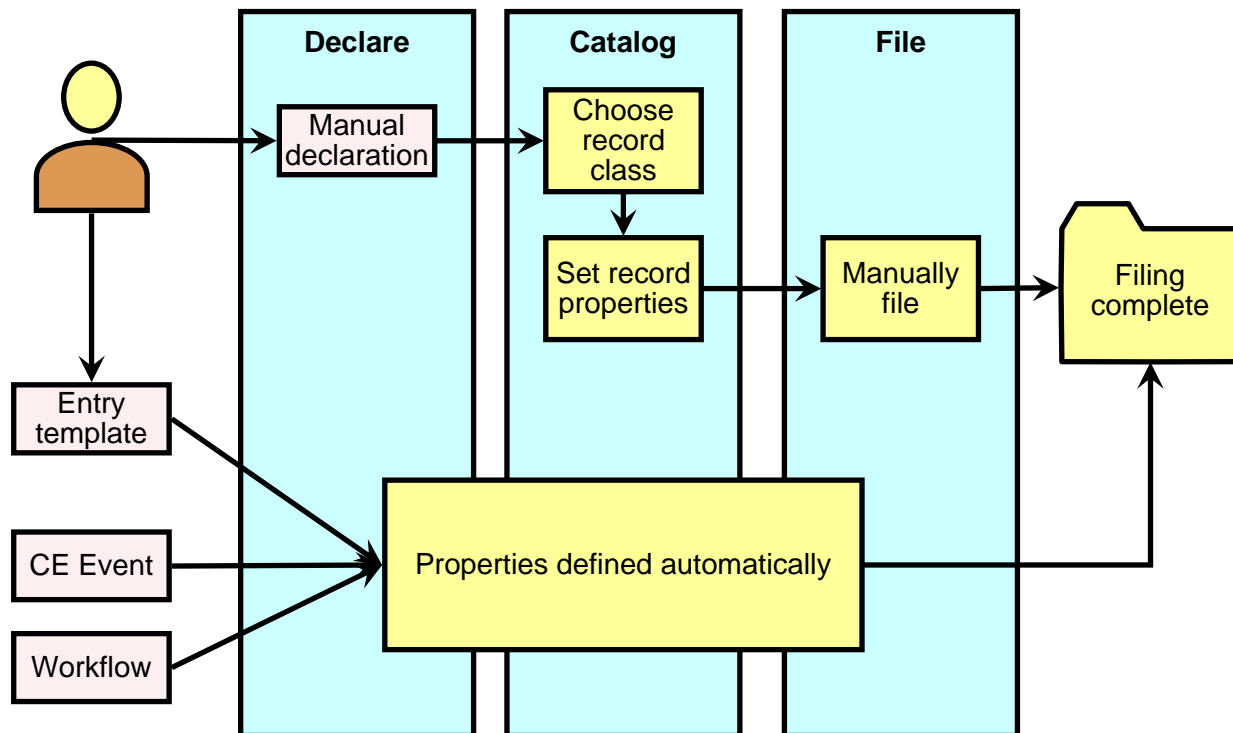 Declare
Catalog
File
Manual
declaration
Choose
record
class
Set record
properties
Manually
file
Filing
complete
Entry
template
CE Event
Workflow
Properties defined automatically